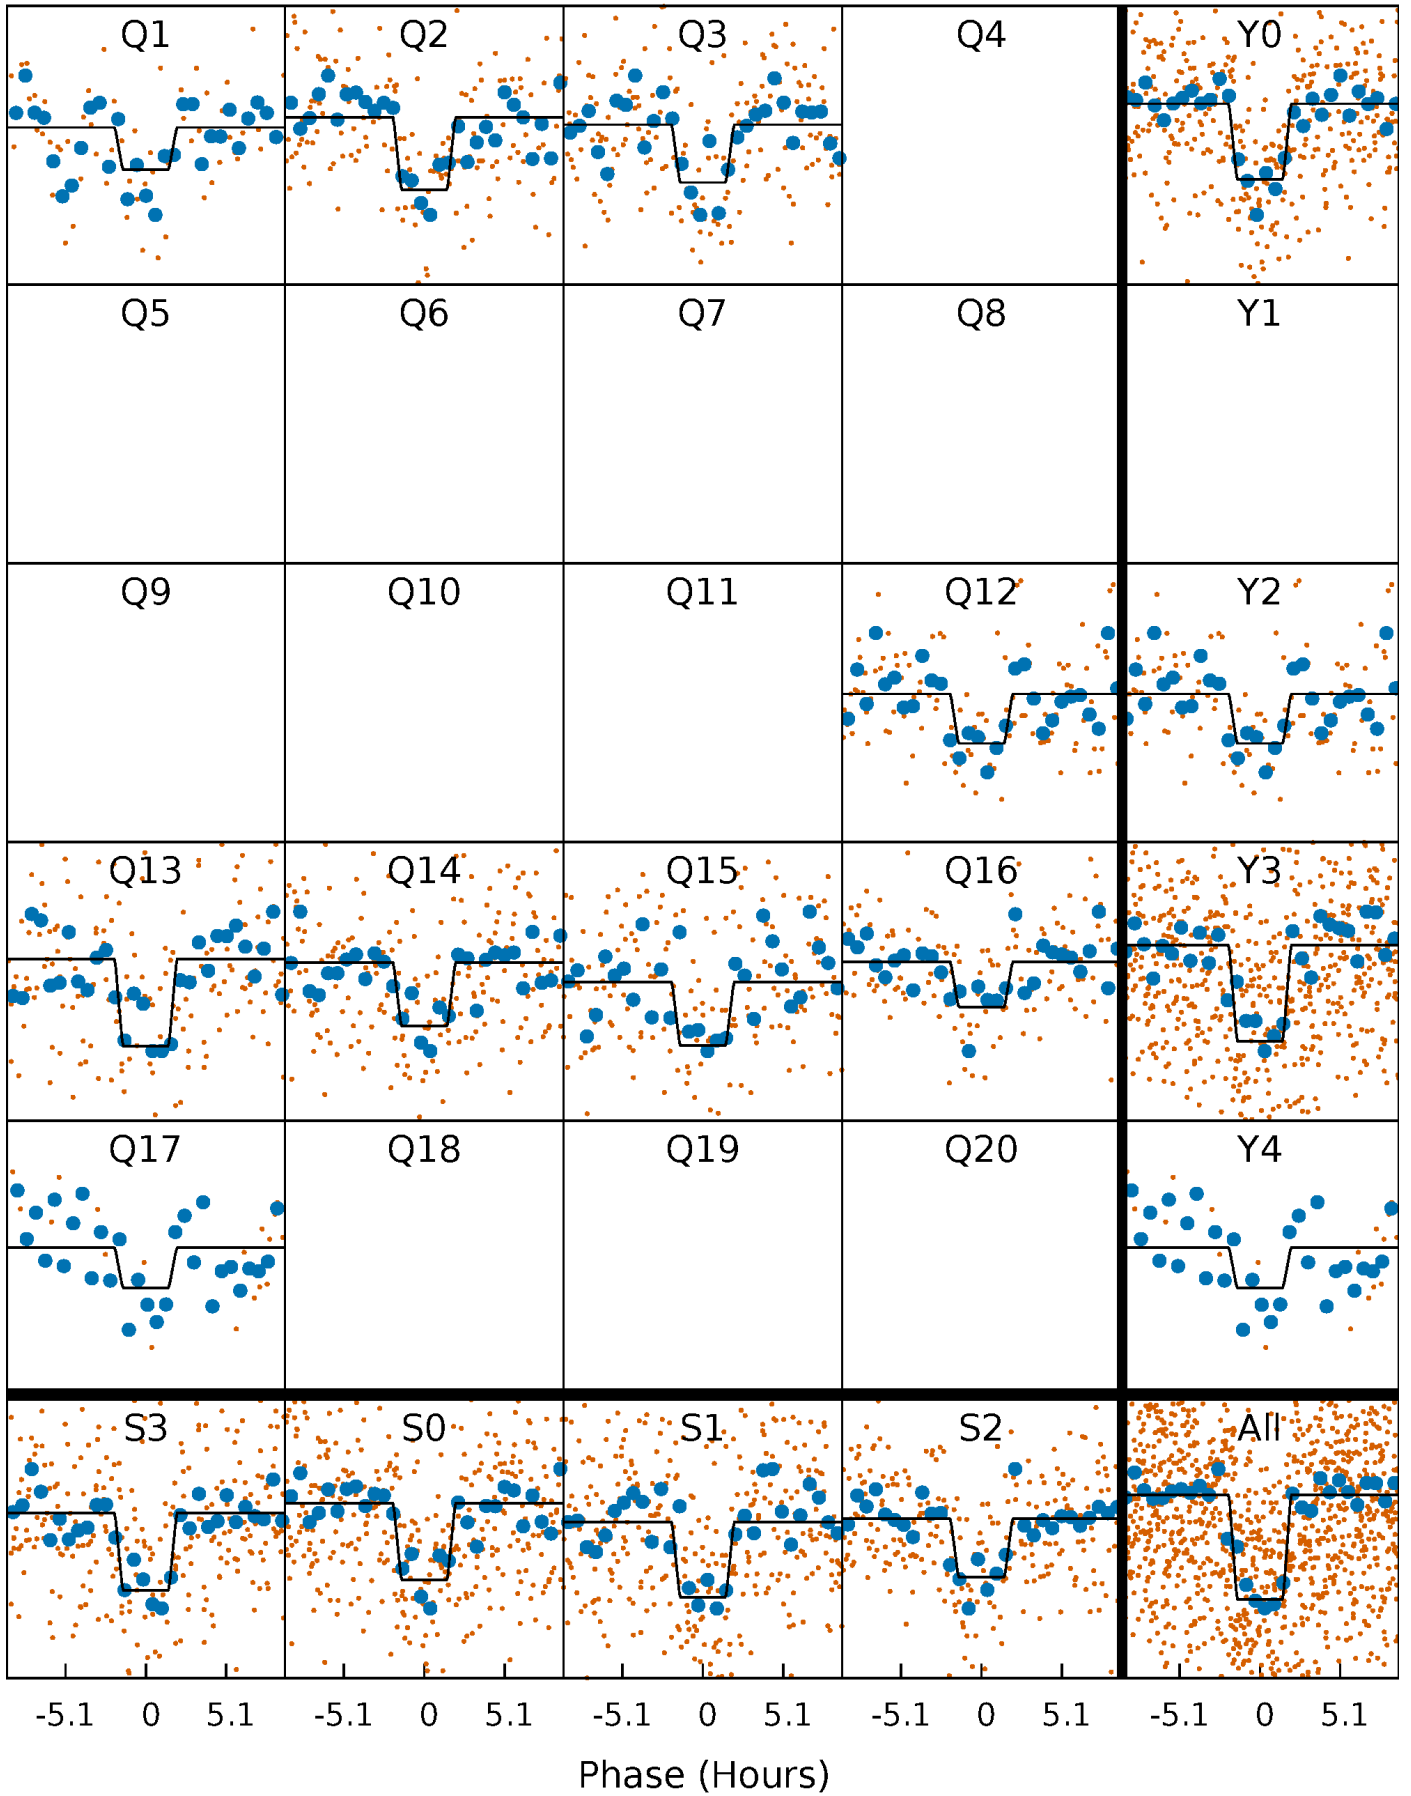 Q1 Q2 Q3 Q4 Y0
Q5 Q6 Q7 Q8 Y1
Q9 Q10 Q11 Q12 Y2
Q13 Q14 Q15 Q16 Y3
Q17 Q18 Q19 Q20 Y4
S3 S0 S1 S2 All
-5.1 0 5.1 -5.1 0 5.1 -5.1 0 5.1 -5.1 0 5.1 -5.1 0 5.1
Phase (Hours)